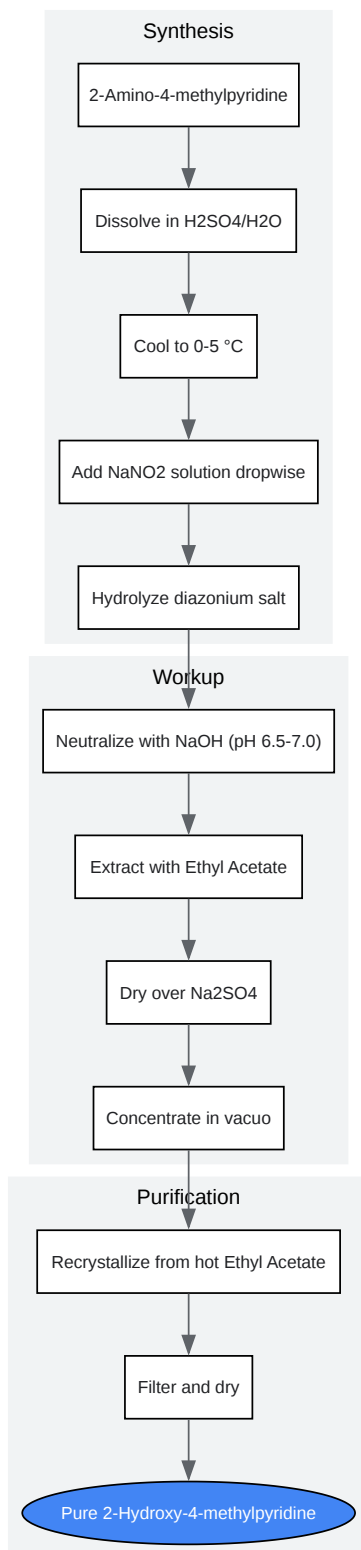 Synthesis
2-Amino-4-methylpyridine
Dissolve in H2SO4/H2O
Cool to 0-5 °C
Add NaNO2 solution dropwise
Hydrolyze diazonium salt
Workup
Neutralize with NaOH (pH 6.5-7.0)
Extract with Ethyl Acetate
Dry over Na2SO4
Concentrate in vacuo
Purification
Recrystallize from hot Ethyl Acetate
Filter and dry
Pure 2-Hydroxy-4-methylpyridine